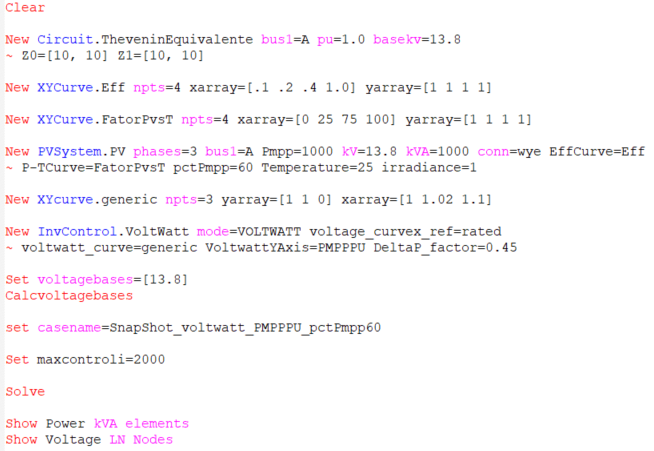 Clear
New Circuit.TheveninEquivalente bus1=A pu=1.0 basekv=13.8
~ Z0=[10, 10] Z1=[10, 10]
New XYCurve.Eff npts=4 xarray=[.1 .2 .4 1.0] yarray=[1 1 1 1]
New XYCurve.FatorPvsT npts=4 xarray=[0 25 75 100] yarray=[1 1 1 1]
New PVSystem.PV phases=3 bus1=A Pmpp=1000 kV=13.8 kVA=1000 conn=wye EffCurve=Eff
~ P-TCurve=FatorPvsT pctPmpp=60 Temperature=25 irradiance=1
New XYcurve.generic npts=3 yarray=[1 1 0] xarray=[1 1.02 1.1]
New InvControl.VoltWatt mode=VOLTWATT voltage_curvex_ref=rated
~ voltwatt_curve=generic VoltwattYAxis=PMPPPU DeltaP_factor=0.45
Set voltagebases=[13.8]
Calcvoltagebases
set casename=SnapShot_voltwatt_PMPPPU_pctPmpp60
Set maxcontroli=2000
Solve
Show Power kVA elements
Show Voltage LN Nodes